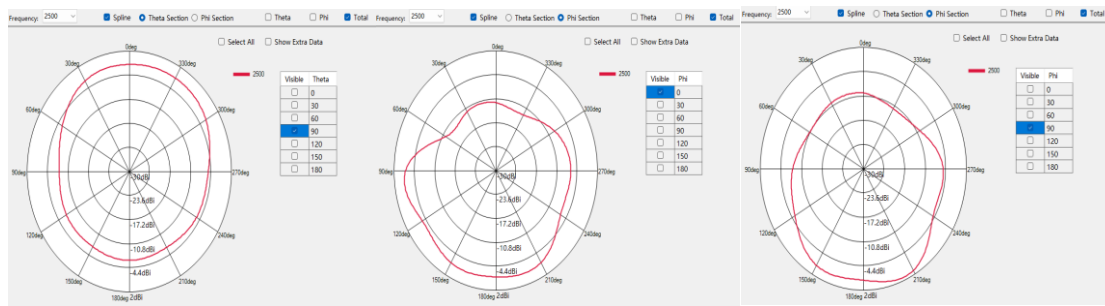 Frequency: 2500 Spline Theta Section Phi Section Theta Phi Total
Select All Show Extra Data
0deg
30deg
330deg
60deg
300deg
90deg
270deg
120deg
240deg
150deg
270deg
180deg
-30dBi
-23.6dBi
-17.2dBi
-10.8dBi
-4.4dBi
2dBi
2500
Visible Theta
0
30
60
90
120
150
180
Frequency: 2500 Spline Theta Section Phi Section Theta Phi Total
Select All Show Extra Data
0deg
30deg
330deg
60deg
300deg
90deg
270deg
120deg
240deg
150deg
210deg
180deg
-30dBi
-23.6dBi
-17.2dBi
-10.8dBi
-4.4dBi
2dBi
2500
Visible Phi
0
30
60
90
120
150
180
Frequency: 2500 Spline Theta Section Phi Section Theta Phi Total
Select All Show Extra Data
0deg
30deg
330deg
60deg
300deg
90deg
270deg
120deg
240deg
150deg
210deg
180deg
-30dBi
-23.6dBi
-17.2dBi
-10.8dBi
-4.4dBi
2dBi
2500
Visible Phi
0
30
60
90
120
150
180